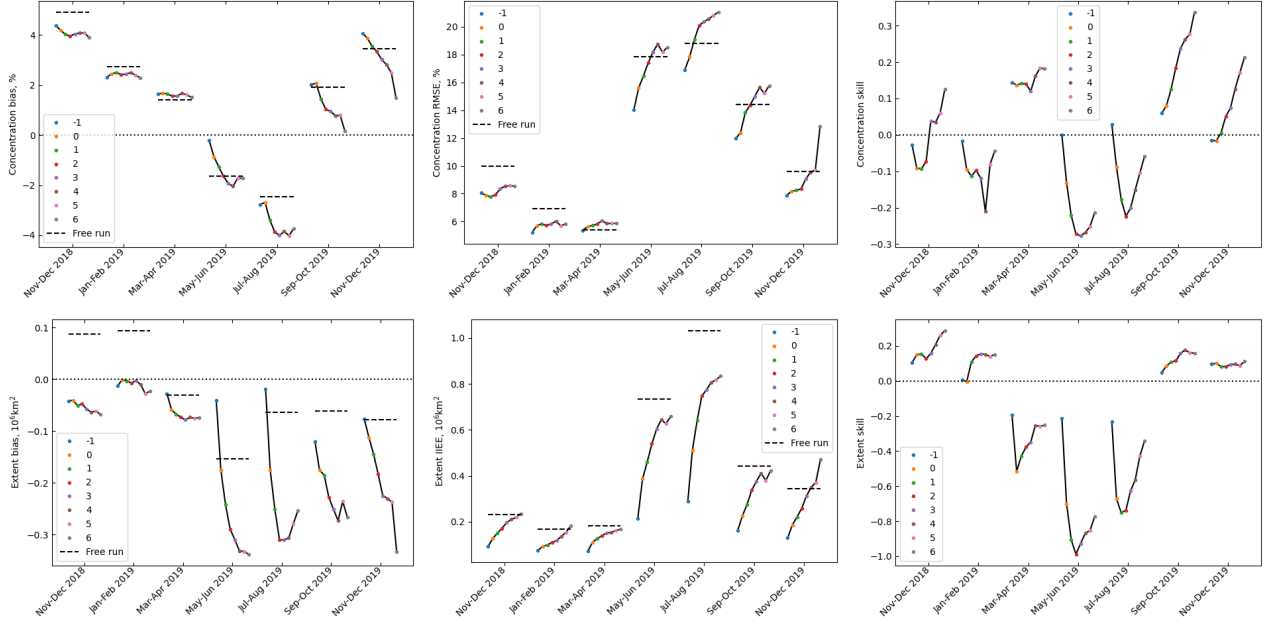 Concentration bias, %
4
2
0
−2
−4
-1
0
1
2
3
4
5
6
Free run
Nov-Dec 2018
Jan-Feb 2019
Mar-Apr 2019
May-Jun 2019
Jul-Aug 2019
Sep-Oct 2019
Nov-Dec 2019
Concentration RMSE, %
20
18
16
14
12
10
8
6
-1
0
1
2
3
4
5
6
Free run
Nov-Dec 2018
Jan-Feb 2019
Mar-Apr 2019
May-Jun 2019
Jul-Aug 2019
Sep-Oct 2019
Nov-Dec 2019
Concentration skill
0.3
0.2
0.1
0.0
−0.1
−0.2
−0.3
-1
0
1
2
3
4
5
6
Nov-Dec 2018
Jan-Feb 2019
Mar-Apr 2019
May-Jun 2019
Jul-Aug 2019
Sep-Oct 2019
Nov-Dec 2019
Extent bias, 10⁶km²
0.1
0.0
−0.1
−0.2
−0.3
-1
0
1
2
3
4
5
6
Free run
Nov-Dec 2018
Jan-Feb 2019
Mar-Apr 2019
May-Jun 2019
Jul-Aug 2019
Sep-Oct 2019
Nov-Dec 2019
Extent IIEE, 10⁶km²
1.0
0.8
0.6
0.4
0.2
-1
0
1
2
3
4
5
6
Free run
Nov-Dec 2018
Jan-Feb 2019
Mar-Apr 2019
May-Jun 2019
Jul-Aug 2019
Sep-Oct 2019
Nov-Dec 2019
Extent skill
0.2
0.0
−0.2
−0.4
−0.6
−0.8
−1.0
-1
0
1
2
3
4
5
6
Nov-Dec 2018
Jan-Feb 2019
Mar-Apr 2019
May-Jun 2019
Jul-Aug 2019
Sep-Oct 2019
Nov-Dec 2019